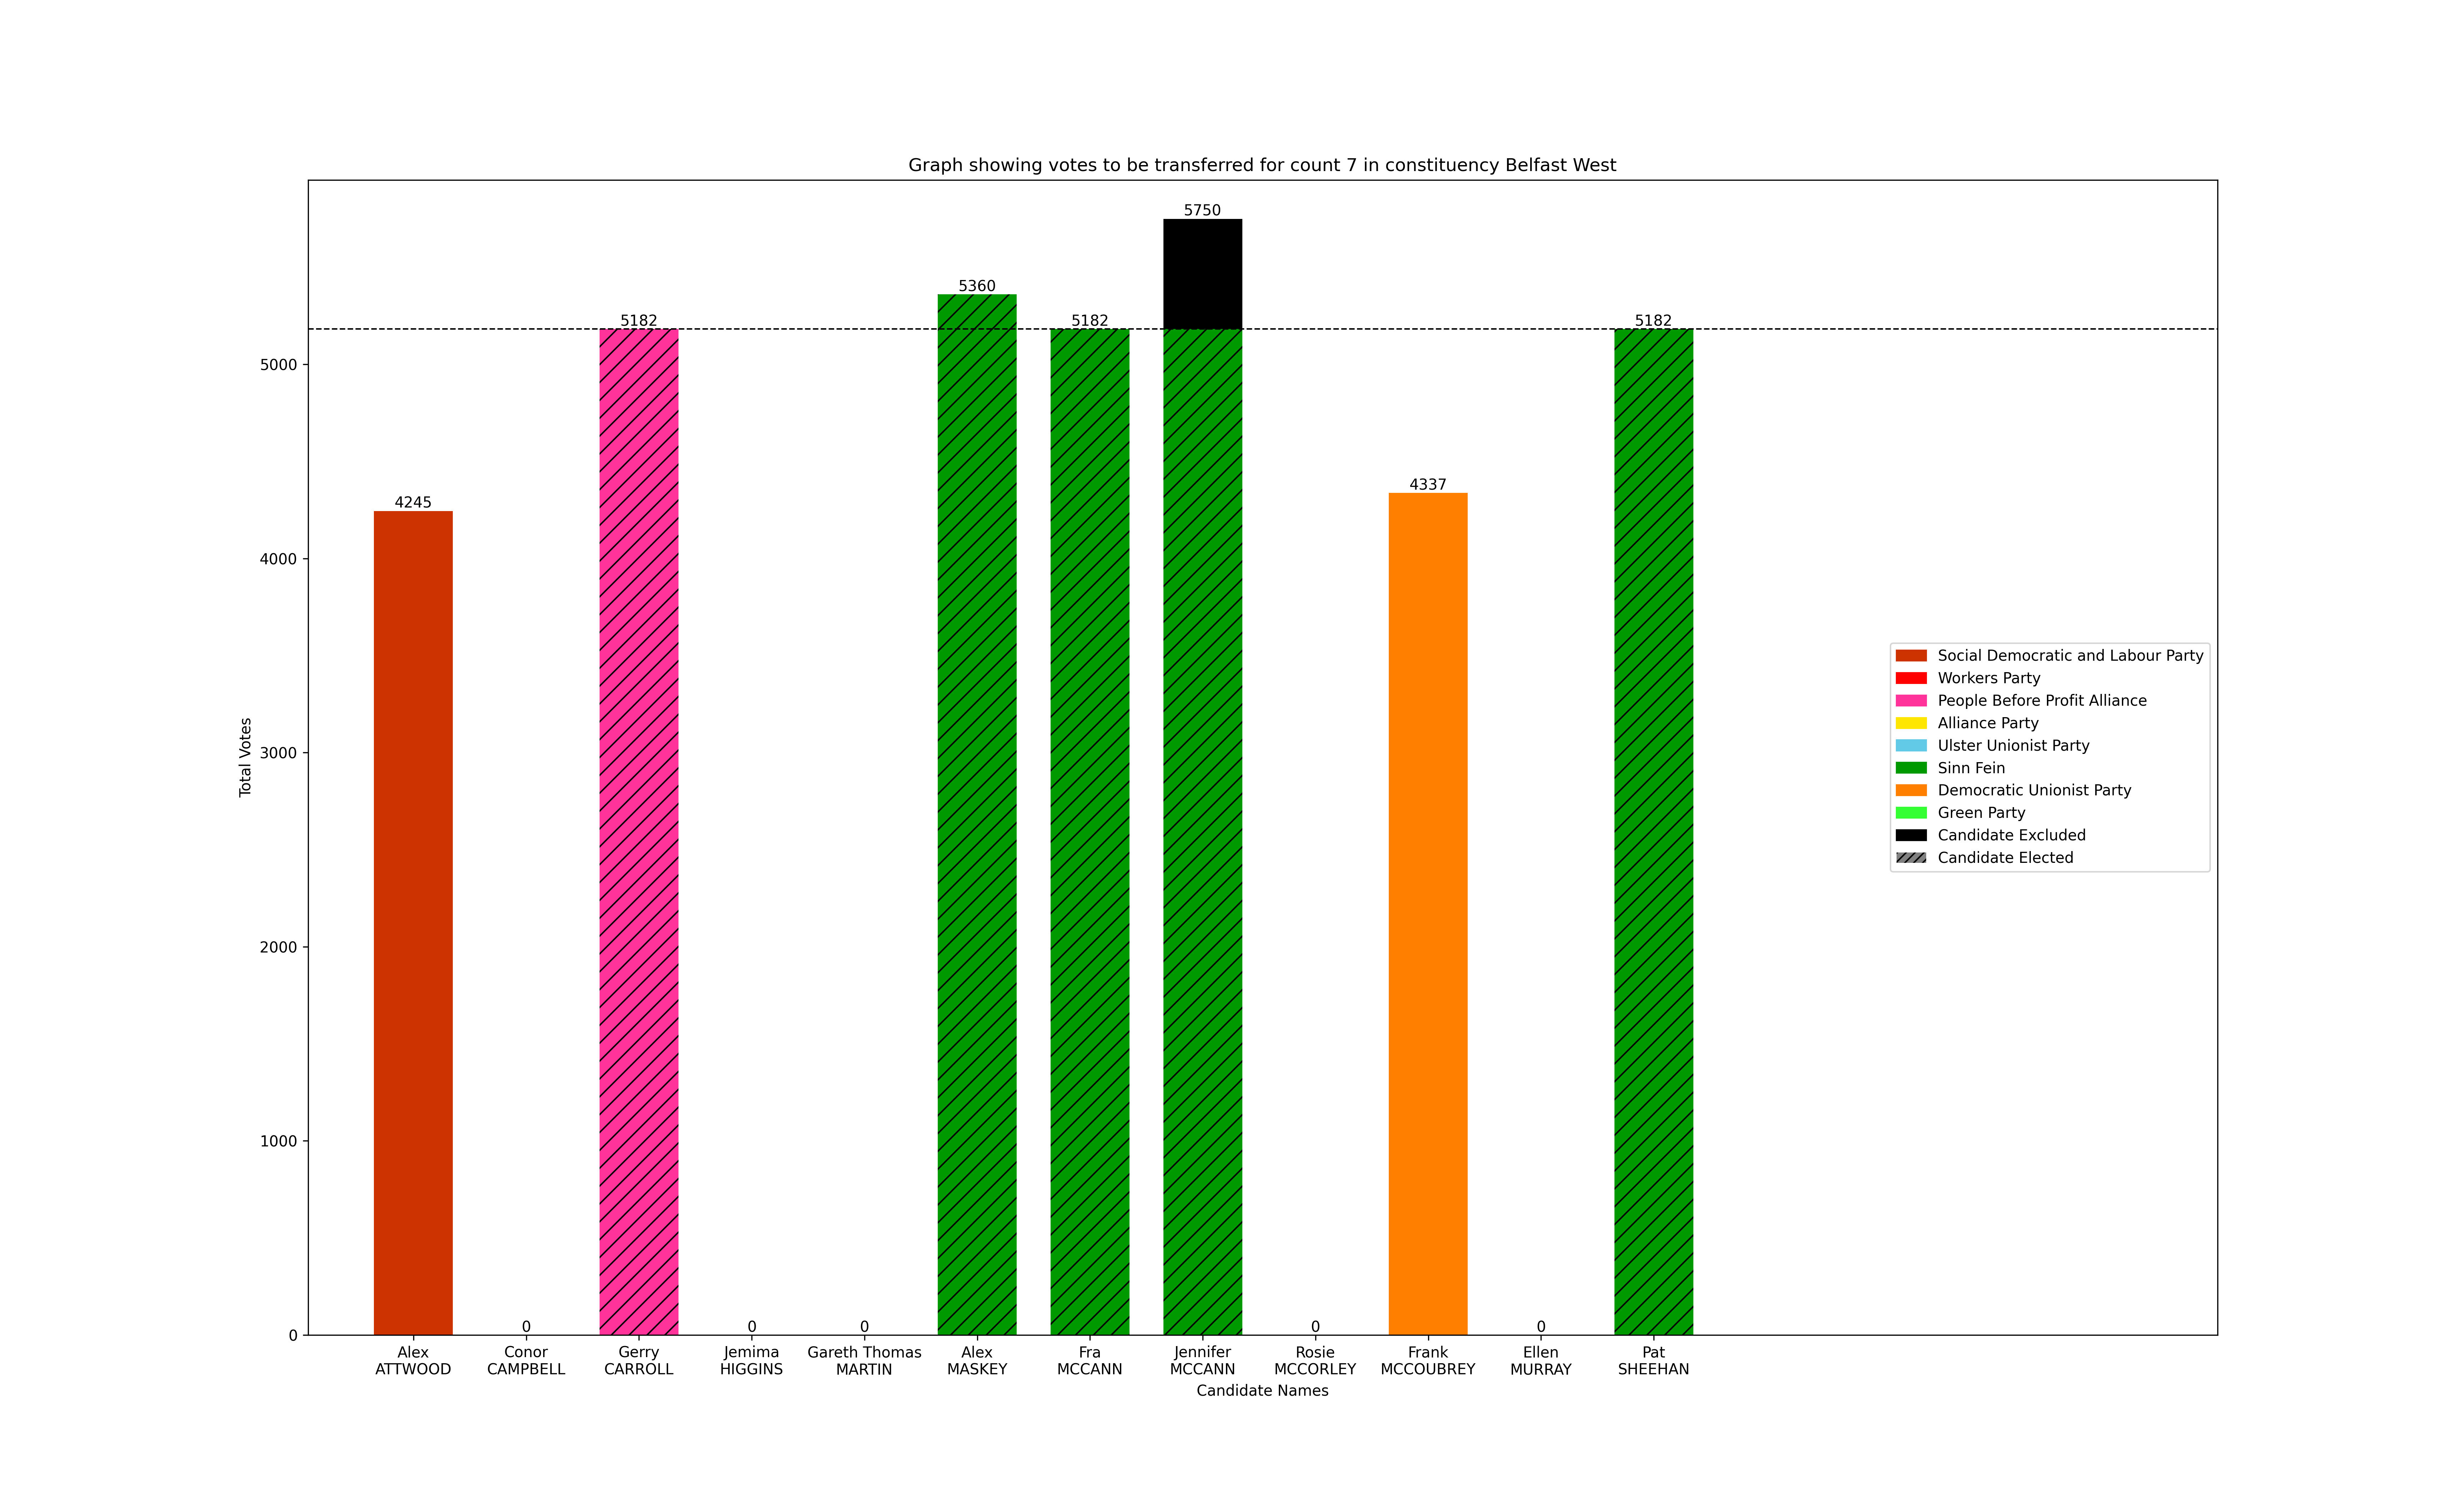 Graph showing votes to be transferred for count 7 in constituency Belfast West
5750
5360
5182
5182
5182
4337
4245
0
0
0
0
0
5000
4000
3000
2000
1000
0
Total Votes
Social Democratic and Labour Party
Workers Party
People Before Profit Alliance
Alliance Party
Ulster Unionist Party
Sinn Fein
Democratic Unionist Party
Green Party
Candidate Excluded
Candidate Elected
Alex
ATTWOOD
Conor
CAMPBELL
Gerry
CARROLL
Jemima
HIGGINS
Gareth Thomas
MARTIN
Alex
MASKEY
Fra
MCCANN
Jennifer
MCCANN
Rosie
MCCORLEY
Frank
MCCOUBREY
Ellen
MURRAY
Pat
SHEEHAN
Candidate Names